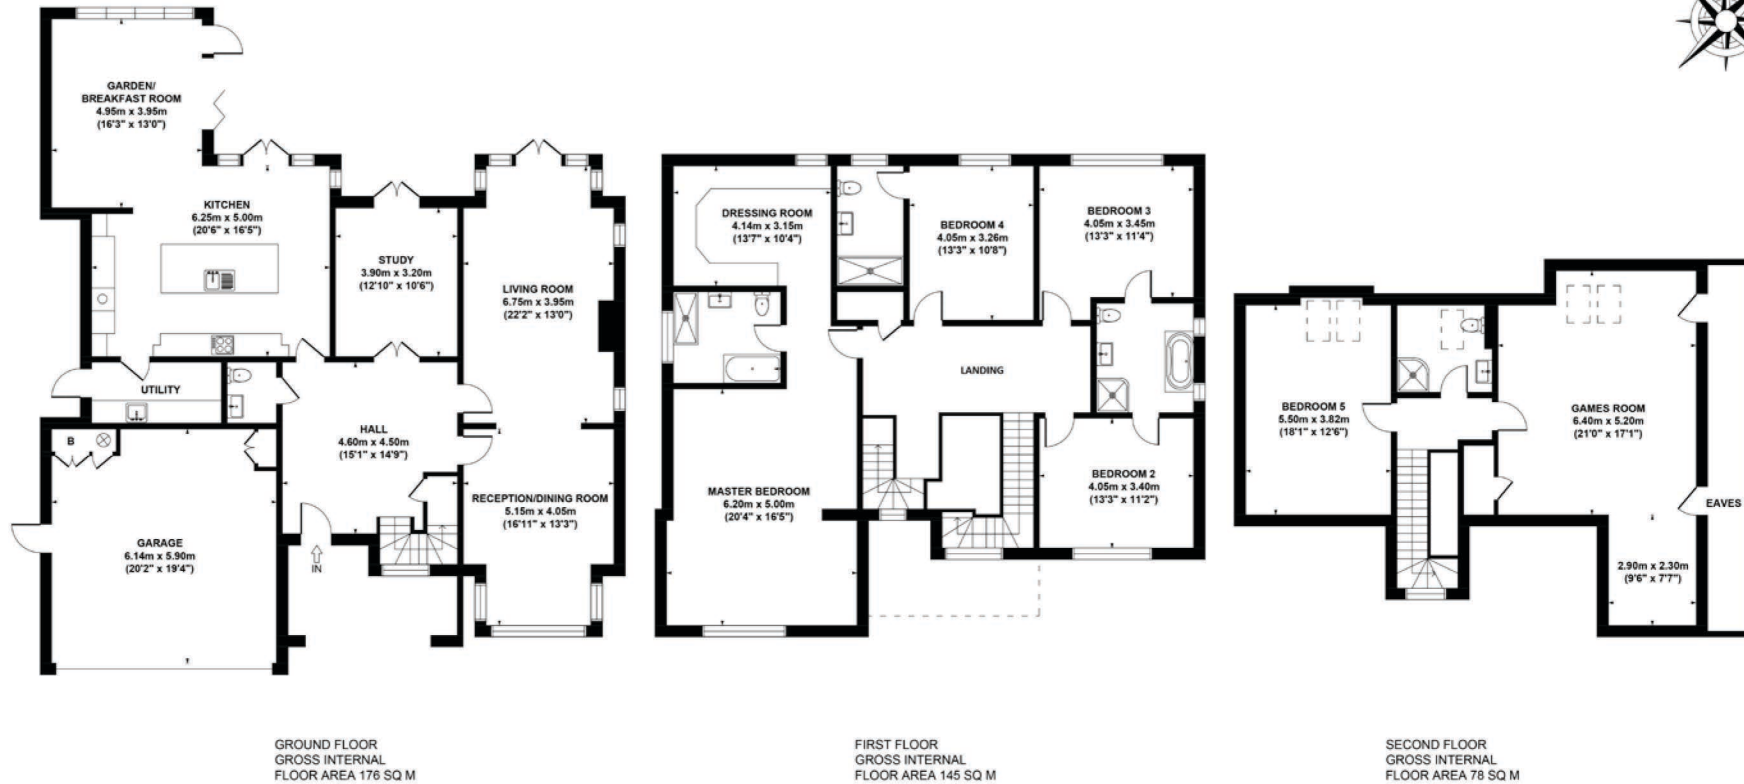 GARDEN/
BREAKFAST ROOM
4.95m x 3.95m
(16'3" x 13'0")
KITCHEN
6.25m x 5.00m
(20'6" x 16'5")
STUDY
3.90m x 3.20m
(12'10" x 10'6")
LIVING ROOM
6.75m x 3.95m
(22'2" x 13'0")
UTILITY
HALL
4.60m x 4.50m
(15'1" x 14'9")
B
RECEPTION/DINING ROOM
5.15m x 4.05m
(16'11" x 13'3")
GARAGE
6.14m x 5.90m
(20'2" x 19'4")
IN
GROUND FLOOR
GROSS INTERNAL
FLOOR AREA 176 SQ M
DRESSING ROOM
4.14m x 3.15m
(13'7" x 10'4")
BEDROOM 4
4.05m x 3.26m
(13'3" x 10'8")
BEDROOM 3
4.05m x 3.45m
(13'3" x 11'4")
LANDING
MASTER BEDROOM
6.20m x 5.00m
(20'4" x 16'5")
BEDROOM 2
4.05m x 3.40m
(13'3" x 11'2")
FIRST FLOOR
GROSS INTERNAL
FLOOR AREA 145 SQ M
BEDROOM 5
5.50m x 3.82m
(18'1" x 12'6")
GAMES ROOM
6.40m x 5.20m
(21'0" x 17'1")
EAVES
2.90m x 2.30m
(9'6" x 7'7")
SECOND FLOOR
GROSS INTERNAL
FLOOR AREA 78 SQ M